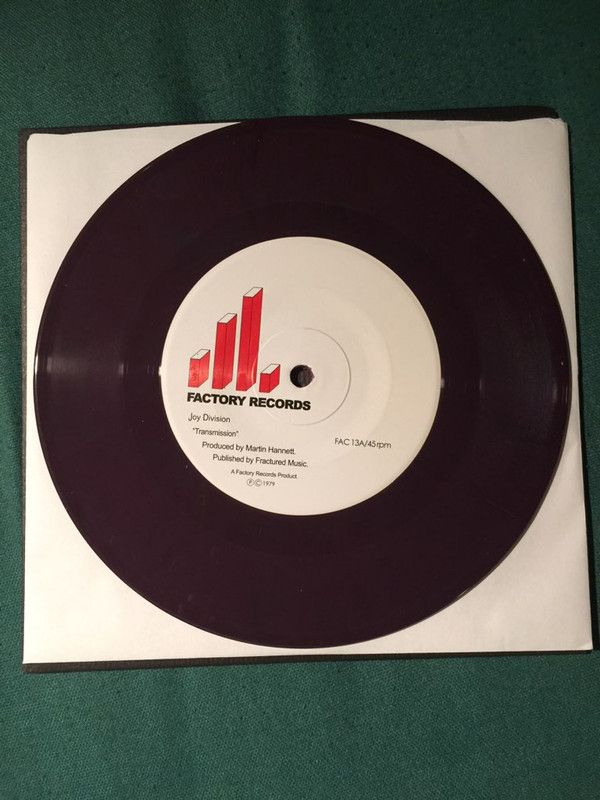 FACTORY RECORDS
Joy Division
"Transmission"
FAC 13A/45 rpm
Produced by Martin Hannett.
Published by Fractured Music.
A Factory Records Product.
Ⓟ©1979